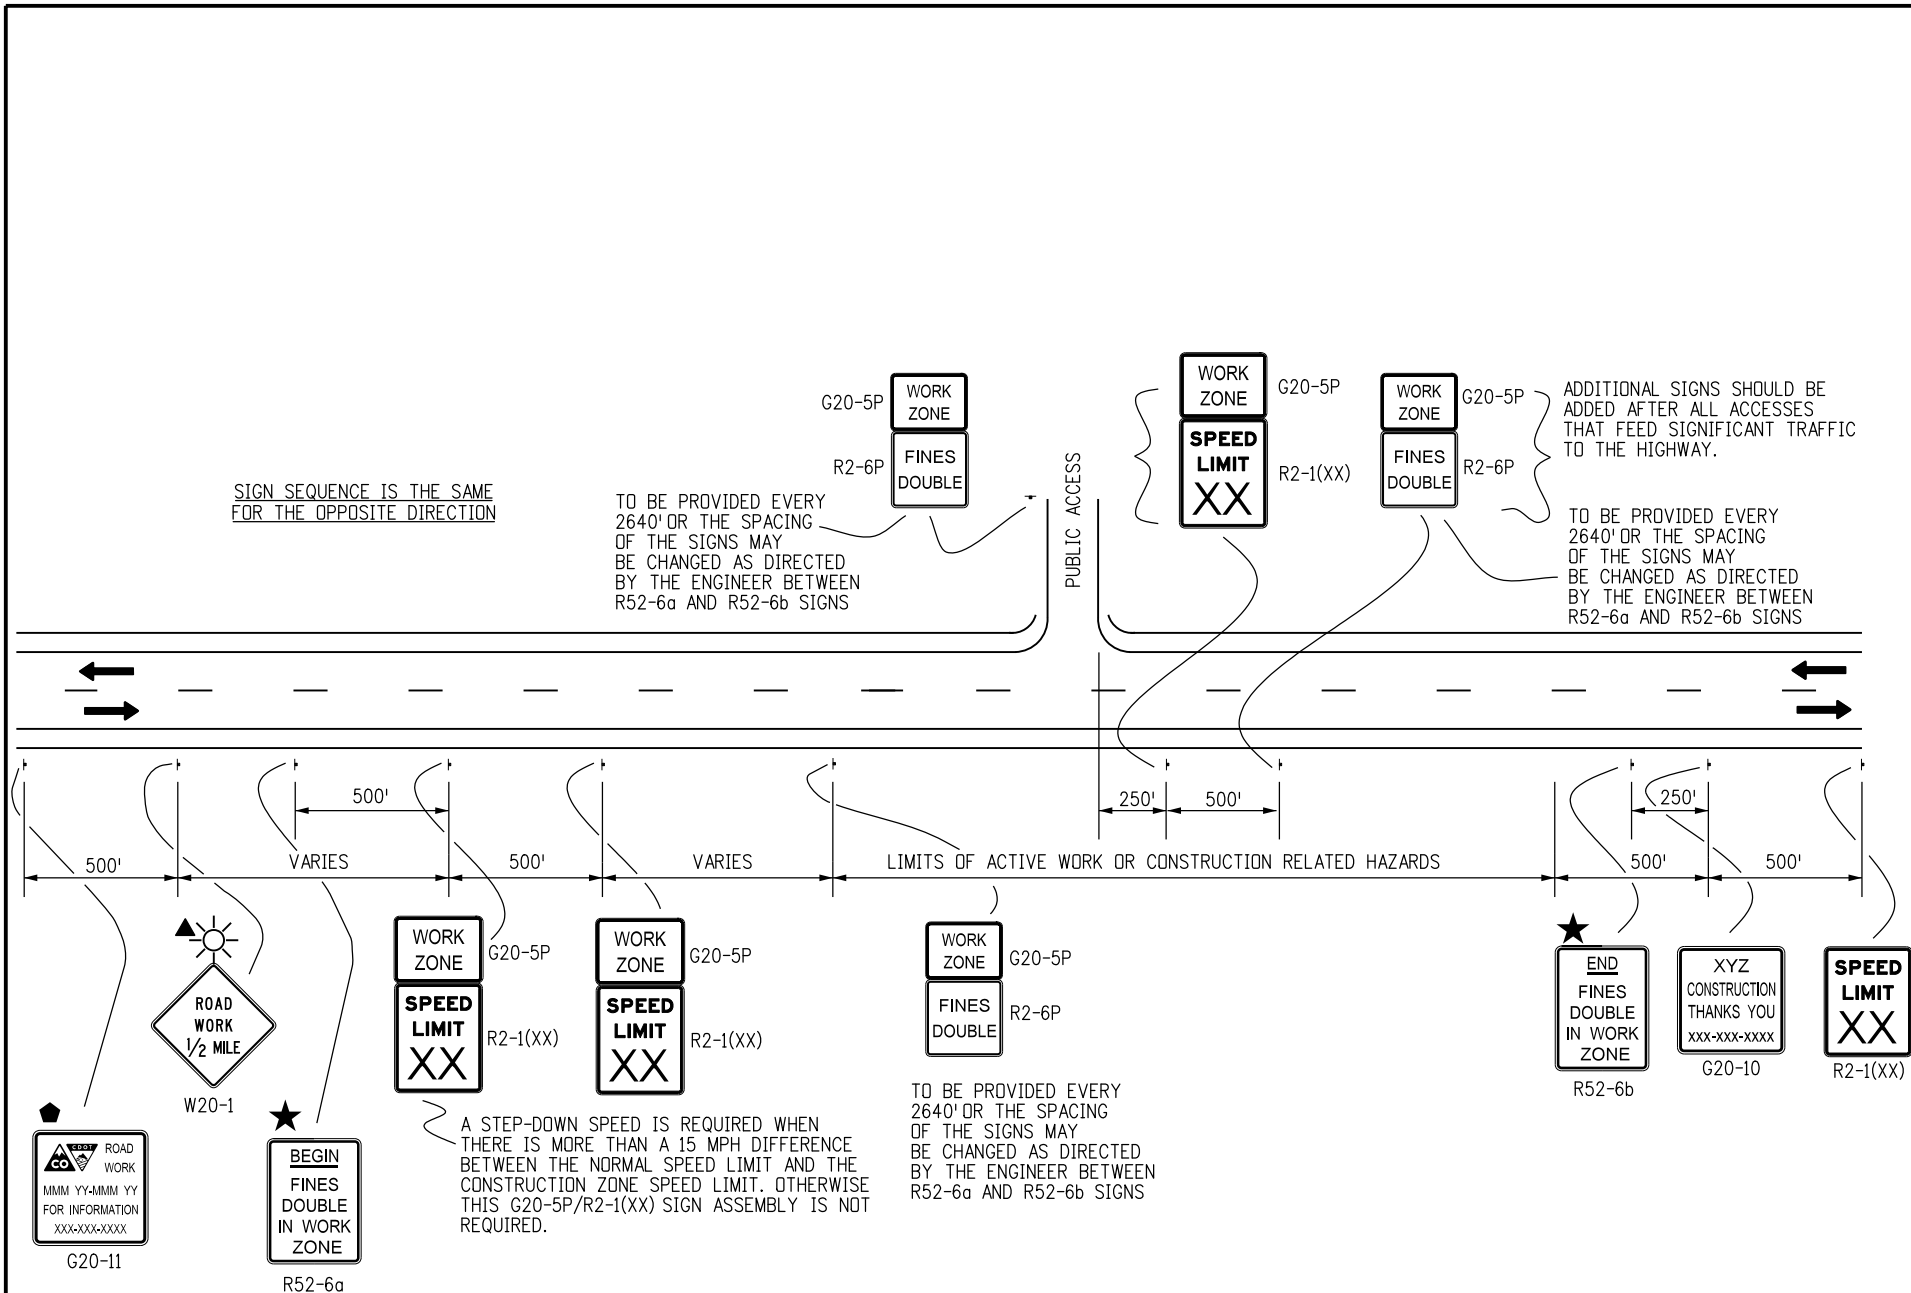 SIGN SEQUENCE IS THE SAME
FOR THE OPPOSITE DIRECTION
G20-5P
WORK
ZONE
R2-6P
FINES
DOUBLE
TO BE PROVIDED EVERY
2640' OR THE SPACING
OF THE SIGNS MAY
BE CHANGED AS DIRECTED
BY THE ENGINEER BETWEEN
R52-6a AND R52-6b SIGNS
PUBLIC ACCESS
WORK
ZONE
G20-5P
SPEED
LIMIT
XX
R2-1(XX)
WORK
ZONE
G20-5P
FINES
DOUBLE
R2-6P
ADDITIONAL SIGNS SHOULD BE
ADDED AFTER ALL ACCESSES
THAT FEED SIGNIFICANT TRAFFIC
TO THE HIGHWAY.
TO BE PROVIDED EVERY
2640' OR THE SPACING
OF THE SIGNS MAY
BE CHANGED AS DIRECTED
BY THE ENGINEER BETWEEN
R52-6a AND R52-6b SIGNS
500'
250'
500'
250'
500'
VARIES
500'
VARIES
LIMITS OF ACTIVE WORK OR CONSTRUCTION RELATED HAZARDS
500'
500'
ROAD
WORK
1/2 MILE
W20-1
WORK
ZONE
G20-5P
SPEED
LIMIT
XX
R2-1(XX)
WORK
ZONE
G20-5P
SPEED
LIMIT
XX
R2-1(XX)
WORK
ZONE
G20-5P
FINES
DOUBLE
R2-6P
END
FINES
DOUBLE
IN WORK
ZONE
R52-6b
XYZ
CONSTRUCTION
THANKS YOU
xxx-xxx-xxxx
G20-10
SPEED
LIMIT
XX
R2-1(XX)
CO
CDOT
ROAD
WORK
MMM YY-MMM YY
FOR INFORMATION
XXX-XXX-XXXX
G20-11
BEGIN
FINES
DOUBLE
IN WORK
ZONE
R52-6a
A STEP-DOWN SPEED IS REQUIRED WHEN
THERE IS MORE THAN A 15 MPH DIFFERENCE
BETWEEN THE NORMAL SPEED LIMIT AND THE
CONSTRUCTION ZONE SPEED LIMIT. OTHERWISE
THIS G20-5P/R2-1(XX) SIGN ASSEMBLY IS NOT
REQUIRED.
TO BE PROVIDED EVERY
2640' OR THE SPACING
OF THE SIGNS MAY
BE CHANGED AS DIRECTED
BY THE ENGINEER BETWEEN
R52-6a AND R52-6b SIGNS